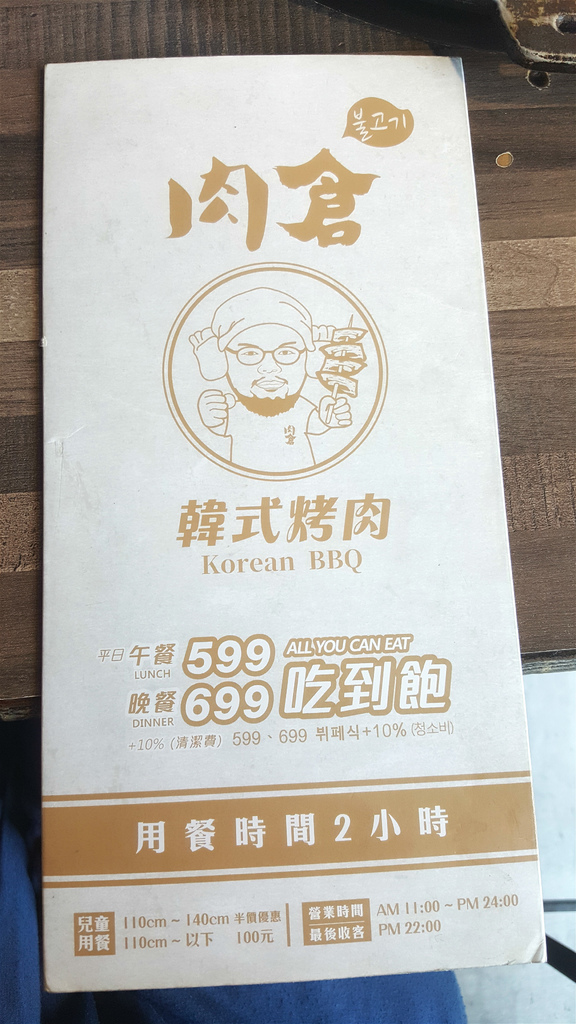 불고기
肉倉
肉倉
韓式烤肉
Korean BBQ
平日 午餐 599 ALL YOU CAN EAT
LUNCH
晚餐 699 吃到飽
DINNER
+10% (清潔費) 599、699 뷔페식+10% (청소비)
用餐時間2小時
兒童用餐 110cm ~ 140cm 半價優惠
110cm ~ 以下 100元
營業時間 AM 11:00 ~ PM 24:00
最後收客 PM 22:00